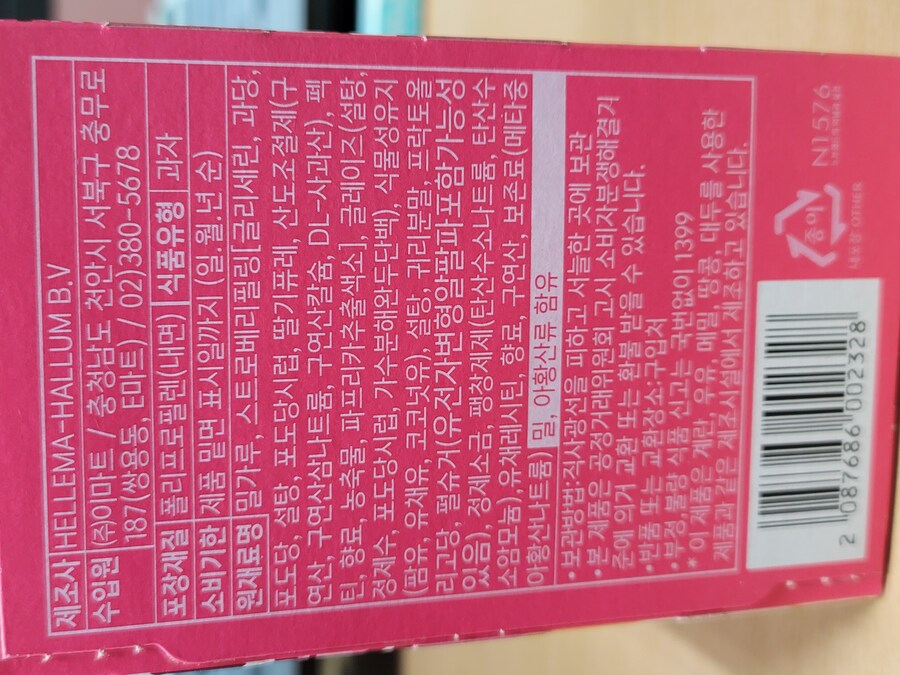 제조사 HELLEMA-HALLUM B.V
수입원 (주)이마트 / 충청남도 천안시 서북구 충무로
187(쌍용동, E마트) / 02)380-5678
포장재질 폴리프로필렌(내면) 식품유형 과자
소비기한 제품 밑면 표시일까지 (일.월.년 순)
원재료명 밀가루, 스트로베리필링[글리세린, 과당,
포도당, 설탕, 포도당시럽, 딸기퓨레, 산도조절제(구
연산, 구연산삼나트륨, 구연산칼슘, DL-사과산), 펙
틴, 향료, 농축물, 파프리카추출색소], 글레이즈(설탕,
정제수, 포도당시럽, 가수분해완두단백), 식물성유지
(팜유, 유채유, 코코넛유), 설탕, 귀리분말, 프락토올
리고당, 필수거(유전자변형알팔파포함가능성
있음), 정제소금, 팽창제제(탄산수소나트륨, 탄산수
소암모늄), 유채레시틴, 향료, 구연산, 보존료(메타중
아황산나트륨) 밀, 아황산류 함유
• 보관방법:직사광선을 피하고 서늘한 곳에 보관
• 본 제품은 공정거래위원회 고시 소비자분쟁해결기
준에 의거 교환 또는 환불 받을 수 있습니다.
• 반품 또는 교환장소:구입처
• 부정·불량 식품 신고는 국번없이 1399
* 이 제품은 계란, 우유, 메밀, 땅콩, 대두를 사용한
제품과 같은 제조시설에서 제조하고 있습니다.
종이
N1576
2 087686 002328